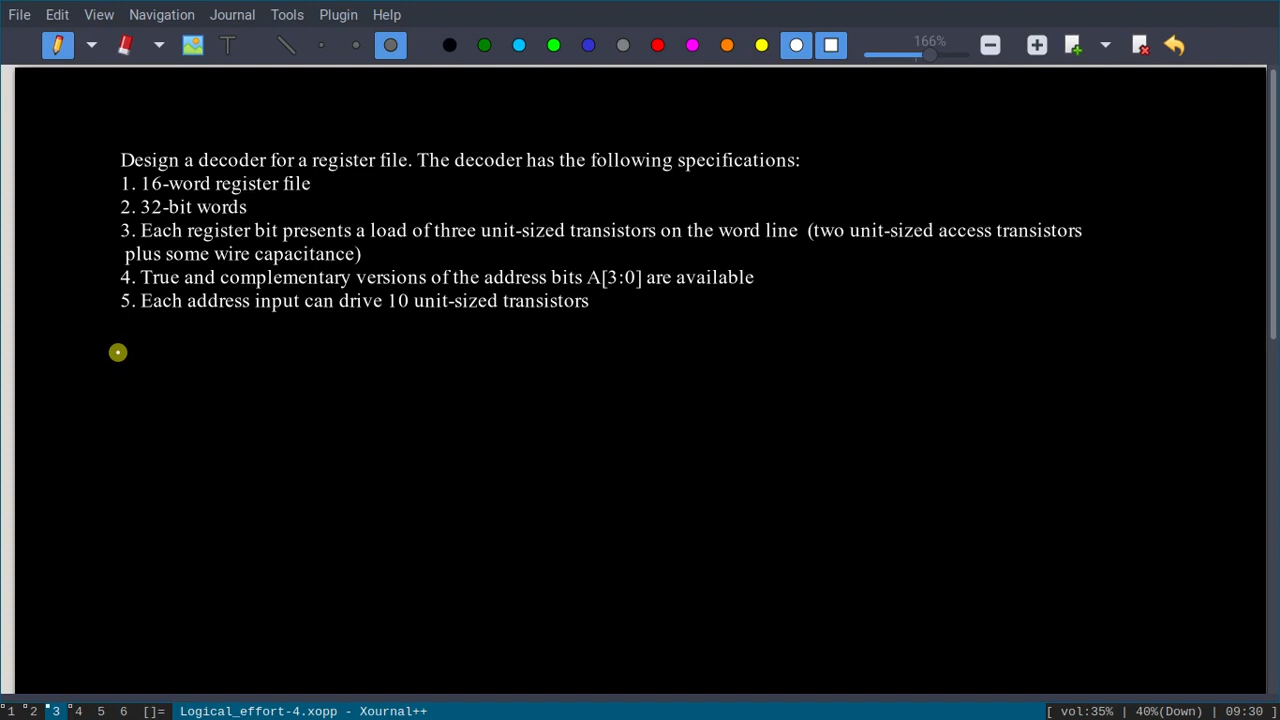 File Edit View Navigation Journal Tools Plugin Help
166%
Design a decoder for a register file. The decoder has the following specifications:
1. 16-word register file
2. 32-bit words
3. Each register bit presents a load of three unit-sized transistors on the word line (two unit-sized access transistors
plus some wire capacitance)
4. True and complementary versions of the address bits A[3:0] are available
5. Each address input can drive 10 unit-sized transistors
1 2 3 4 5 6 []= Logical_effort-4.xopp - Xournal++ [ vol:35% | 40%(Down) | 09:30 ]